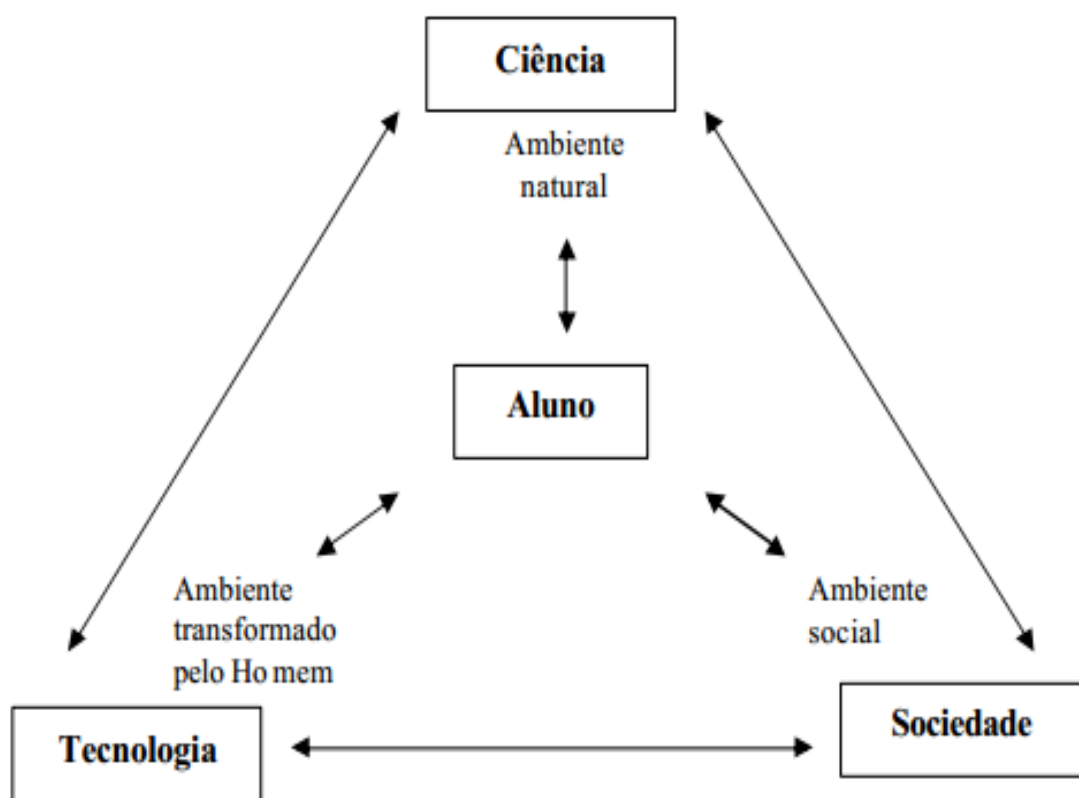 Ciência
Ambiente
natural
Aluno
Ambiente
transformado
pelo Ho mem
Ambiente
social
Tecnologia
Sociedade